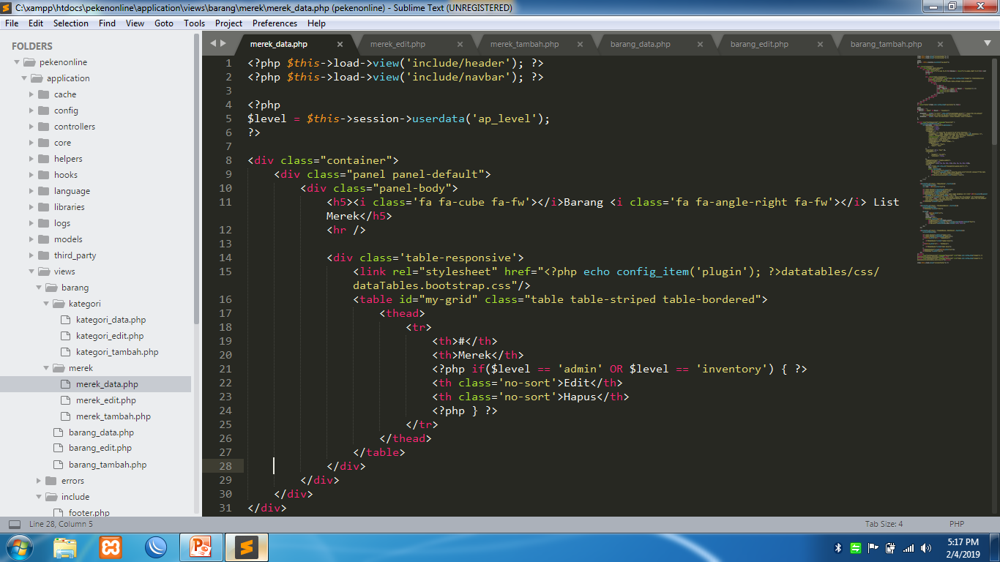 C:\xampp\htdocs\pekenonline\application\views\barang\merek\merek_data.php (pekenonline) - Sublime Text (UNREGISTERED)
File Edit Selection Find View Goto Tools Project Preferences Help
FOLDERS
pekenonline
application
cache
config
controllers
core
helpers
hooks
language
libraries
logs
models
third_party
views
barang
kategori
kategori_data.php
kategori_edit.php
kategori_tambah.php
merek
merek_data.php
merek_edit.php
merek_tambah.php
barang_data.php
barang_edit.php
barang_tambah.php
errors
include
footer.php
merek_data.php merek_edit.php merek_tambah.php barang_data.php barang_edit.php barang_tambah.php
1 <?php $this->load->view('include/header'); ?>
2 <?php $this->load->view('include/navbar'); ?>
3
4 <?php
5 $level = $this->session->userdata('ap_level');
6 ?>
7
8 <div class="container">
9 <div class="panel panel-default">
10 <div class="panel-body">
11 <h5><i class='fa fa-cube fa-fw'></i>Barang <i class='fa fa-angle-right fa-fw'></i> List
Merek</h5>
12 <hr />
13
14 <div class='table-responsive'>
15 <link rel="stylesheet" href="<?php echo config_item('plugin'); ?>datatables/css/
dataTables.bootstrap.css"/>
16 <table id="my-grid" class="table table-striped table-bordered">
17 <thead>
18 <tr>
19 <th>#</th>
20 <th>Merek</th>
21 <?php if($level == 'admin' OR $level == 'inventory') { ?>
22 <th class='no-sort'>Edit</th>
23 <th class='no-sort'>Hapus</th>
24 <?php } ?>
25 </tr>
26 </thead>
27 </table>
28 </div>
29 </div>
30 </div>
31 </div>
Line 28, Column 5
Tab Size: 4
PHP
5:17 PM
2/4/2019